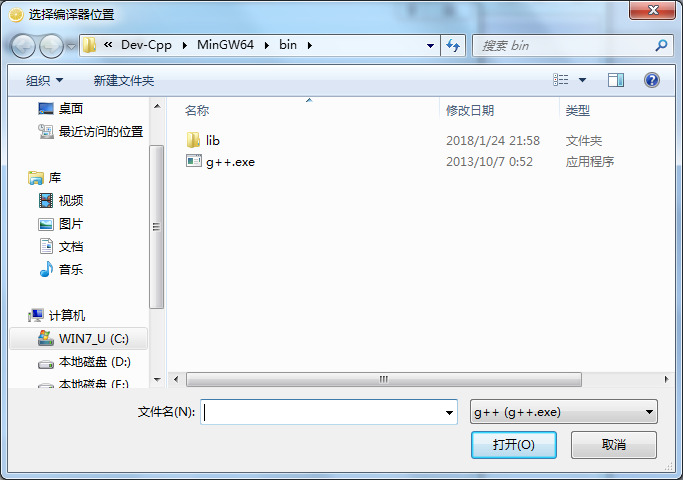 选择编译器位置
« Dev-Cpp MinGW64 bin 搜索 bin
组织 新建文件夹
名称 修改日期 类型
桌面
最近访问的位置
库
视频
图片
文档
音乐
计算机
WIN7_U (C:)
本地磁盘 (D:)
本地磁盘 (E:)
lib 2018/1/24 21:58 文件夹
g++.exe 2013/10/7 0:52 应用程序
文件名(N): g++ (g++.exe)
打开(O) 取消